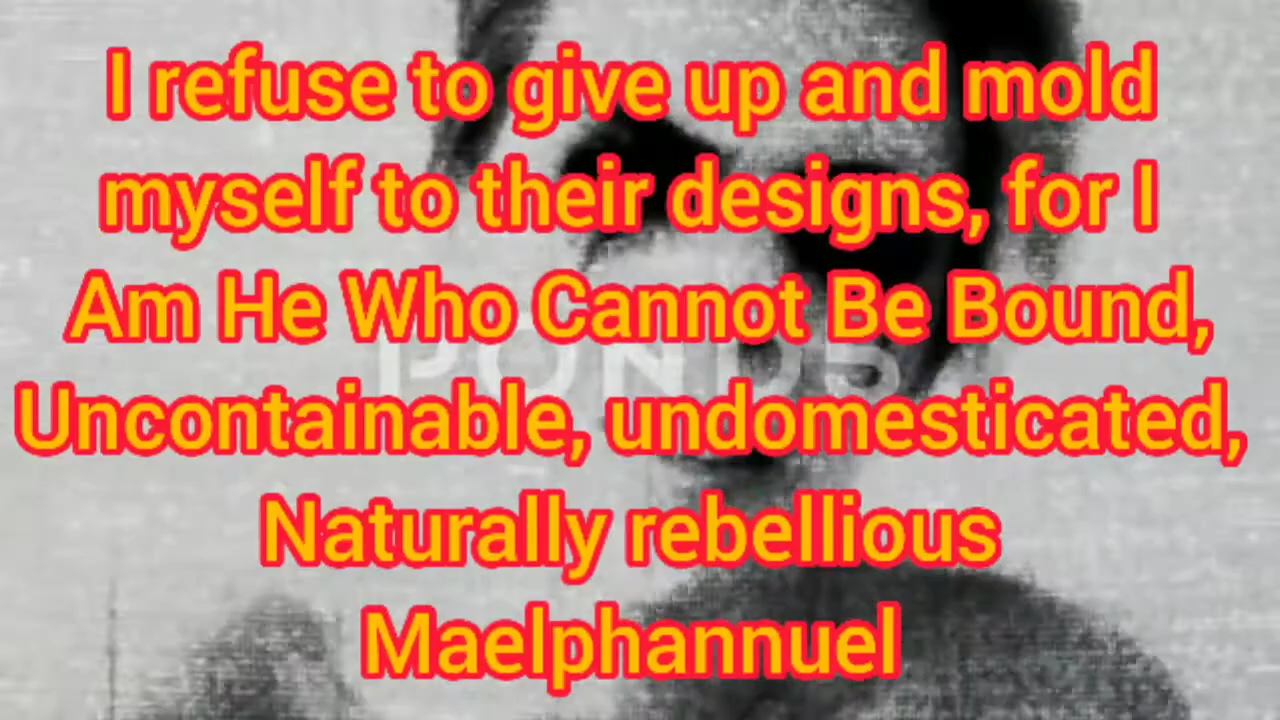 I refuse to give up and mold
myself to their designs, for I
Am He Who Cannot Be Bound,
POND5
Uncontainable, undomesticated,
Naturally rebellious
Maelphannuel